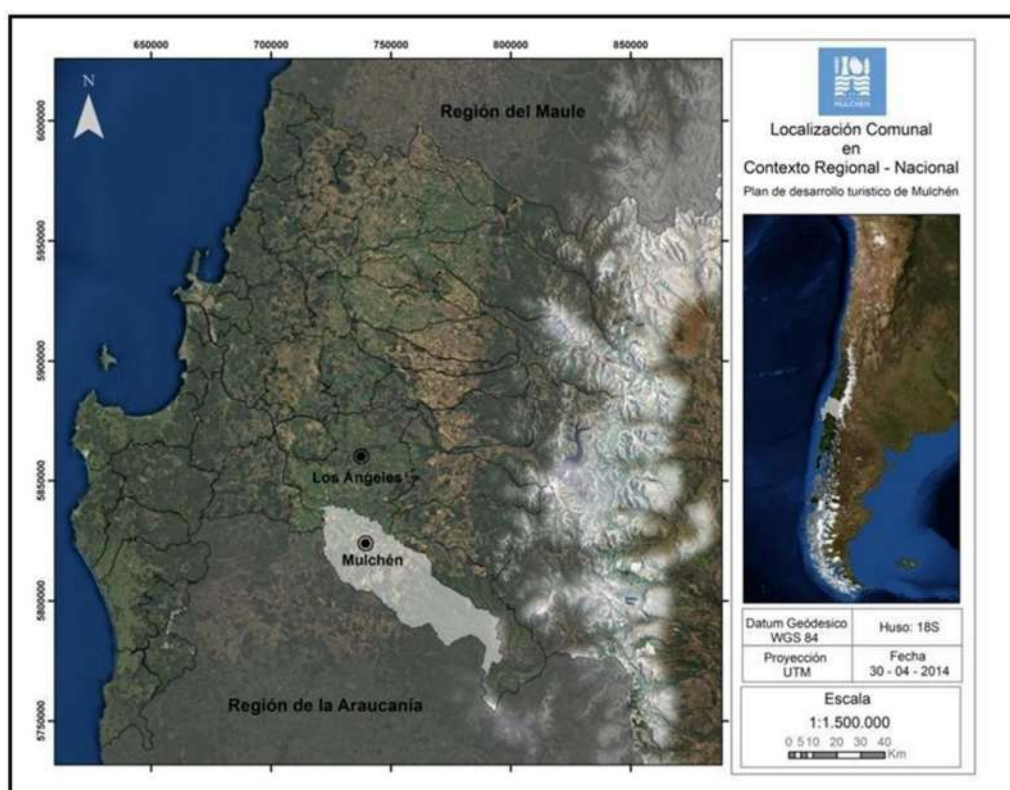 650000 700000 750000 800000 850000
N
6000000
5950000
5900000
5850000
5800000
5750000
Región del Maule
Los Ángeles
Mulchén
Región de la Araucanía
MULCHEN
Localización Comunal
en
Contexto Regional - Nacional
Plan de desarrollo turistico de Mulchén
Datum Geodésico
WGS 84
Huso: 18S
Proyección
UTM
Fecha
30 - 04 - 2014
Escala
1:1.500.000
0 5 10 20 30 40
Km